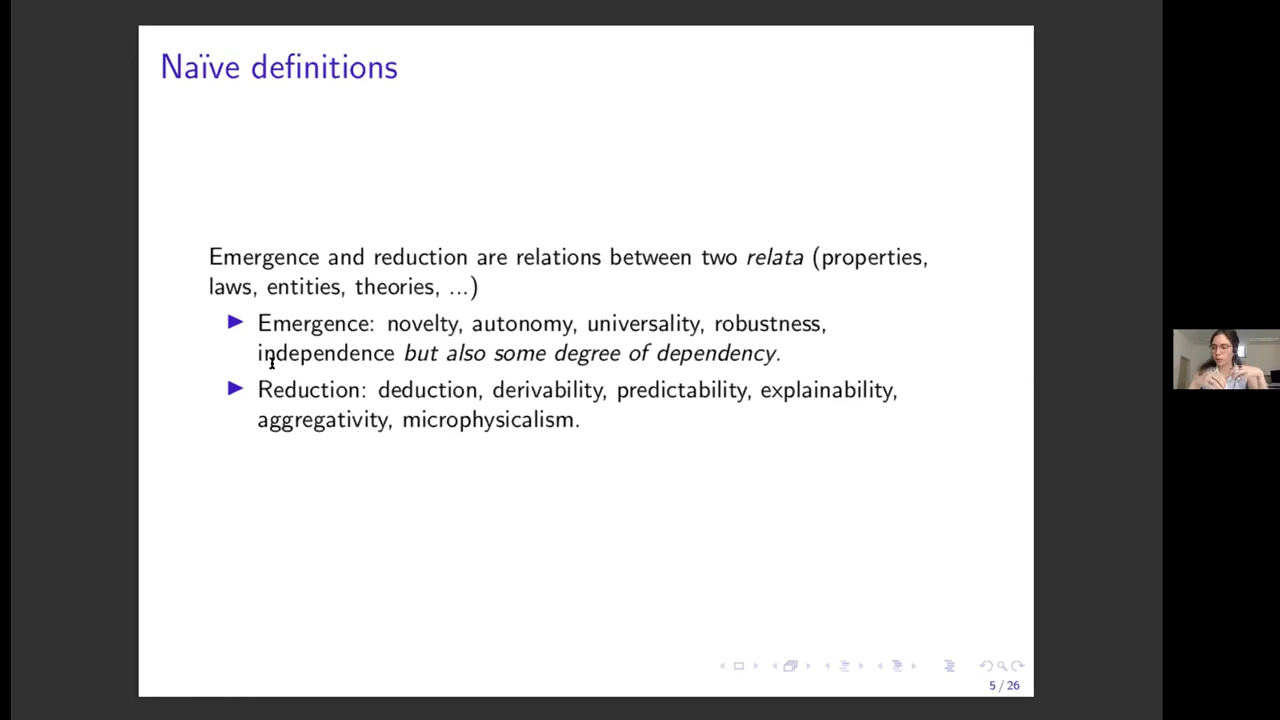 Naïve definitions
Emergence and reduction are relations between two relata (properties,
laws, entities, theories, ...)
Emergence: novelty, autonomy, universality, robustness,
independence but also some degree of dependency.
Reduction: deduction, derivability, predictability, explainability,
aggregativity, microphysicalism.
5 / 26